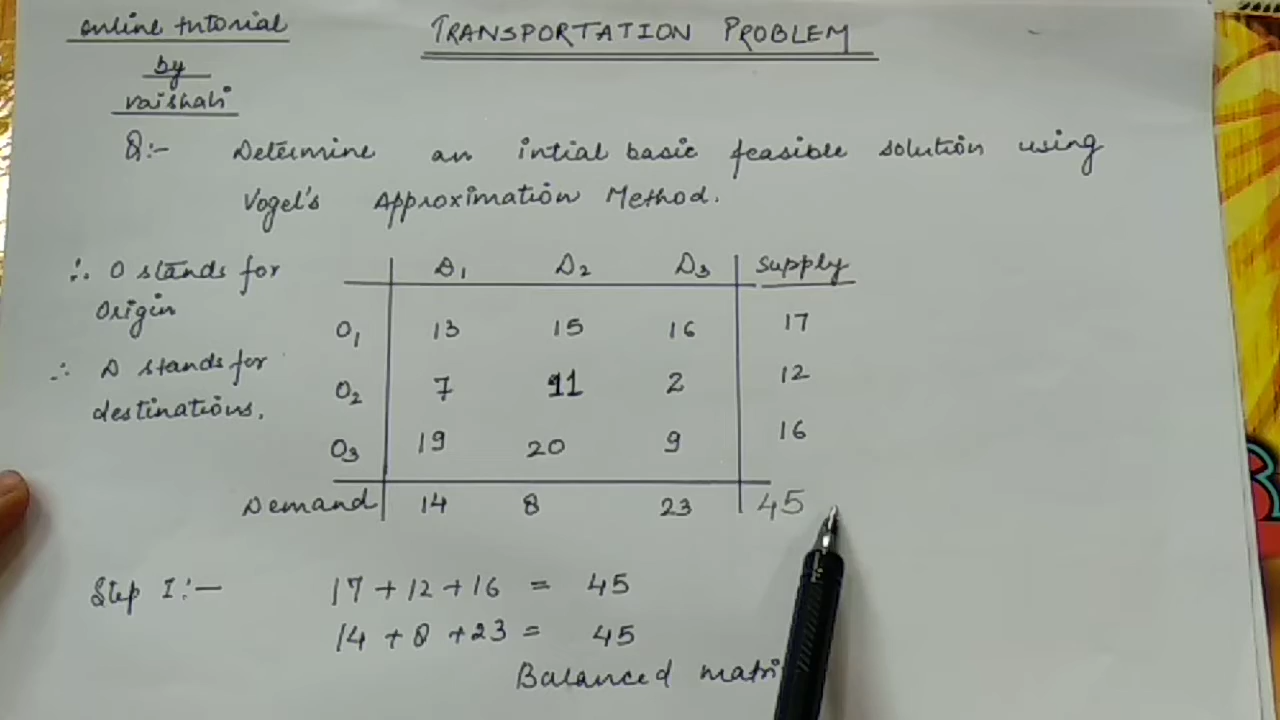 online tutorial
by
vaishali
TRANSPORTATION PROBLEM
Q:- Determine an intial basic feasible solution using
Vogel's Approximation Method.
∴ O stands for
Origin
∴ D stands for
destinations.
D1 D2 D3 Supply
O1 13 15 16 17
O2 7 11 2 12
O3 19 20 9 16
Demand 14 8 23 45
Step I:- 17 + 12 + 16 = 45
14 + 8 + 23 = 45
Balanced matri